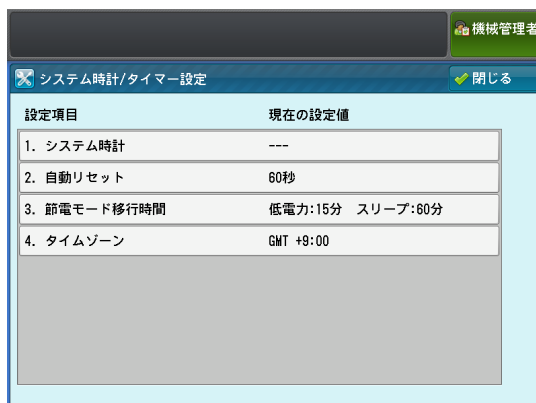 機械管理者
システム時計/タイマー設定 閉じる
設定項目 現在の設定値
1. システム時計 ---
2. 自動リセット 60秒
3. 節電モード移行時間 低電力:15分 スリープ:60分
4. タイムゾーン GMT +9:00